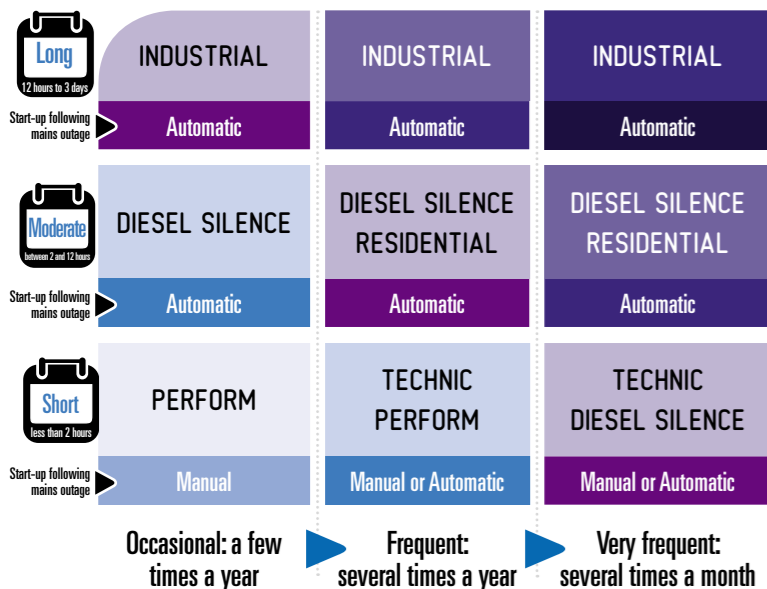 Long
12 hours to 3 days
INDUSTRIAL
INDUSTRIAL
INDUSTRIAL
Start-up following
mains outage
Automatic
Automatic
Automatic
Moderate
between 2 and 12 hours
DIESEL SILENCE
DIESEL SILENCE
RESIDENTIAL
DIESEL SILENCE
RESIDENTIAL
Start-up following
mains outage
Automatic
Automatic
Automatic
Short
less than 2 hours
PERFORM
TECHNIC
PERFORM
TECHNIC
DIESEL SILENCE
Start-up following
mains outage
Manual
Manual or Automatic
Manual or Automatic
Occasional: a few
times a year
Frequent:
several times a year
Very frequent:
several times a month